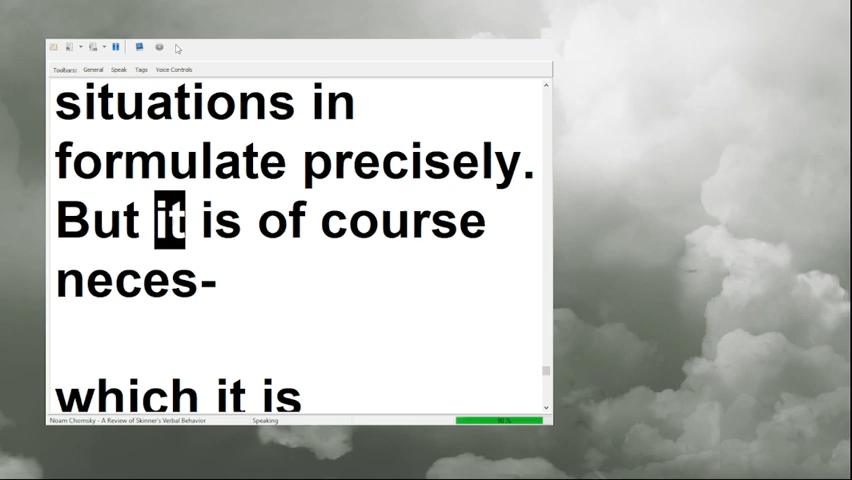 Toolbars: General Speak Tags Voice Controls
situations in
formulate precisely.
But it is of course
neces-
which it is
Noam Chomsky - A Review of Skinner's Verbal Behavior Speaking 90 %